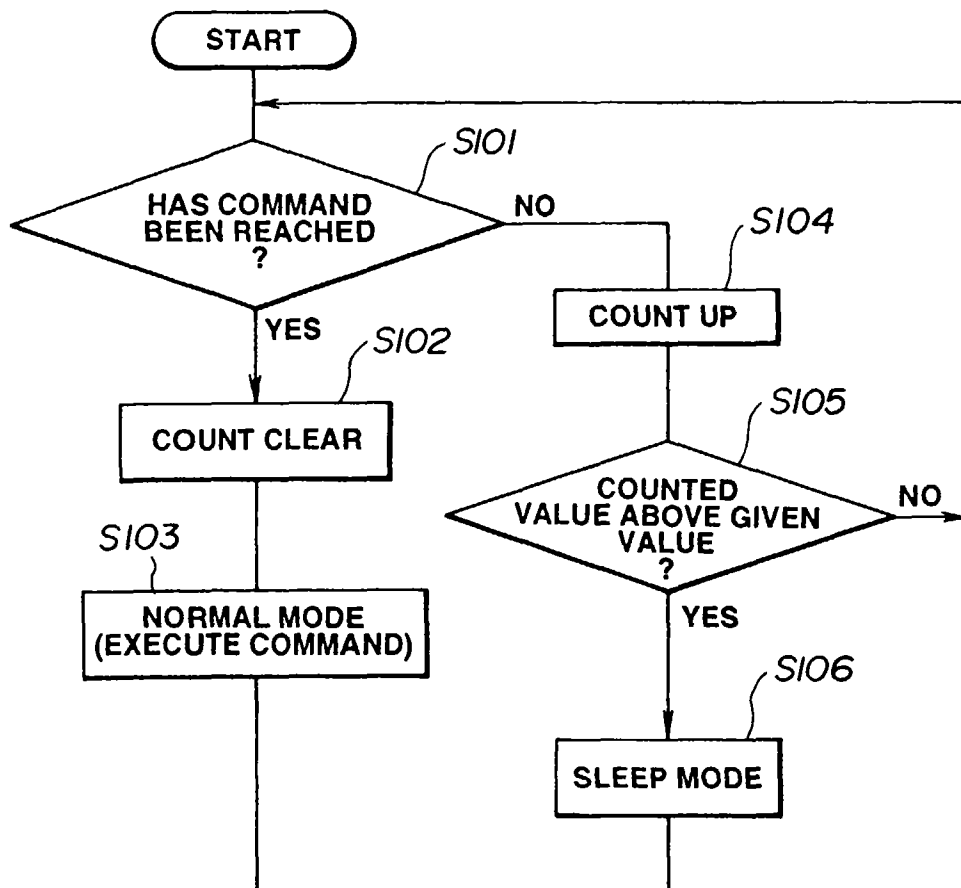 START
S101
HAS COMMAND
BEEN REACHED
?
NO
YES
S102
COUNT CLEAR
S103
NORMAL MODE
(EXECUTE COMMAND)
S104
COUNT UP
S105
COUNTED
VALUE ABOVE GIVEN
VALUE
?
NO
YES
S106
SLEEP MODE